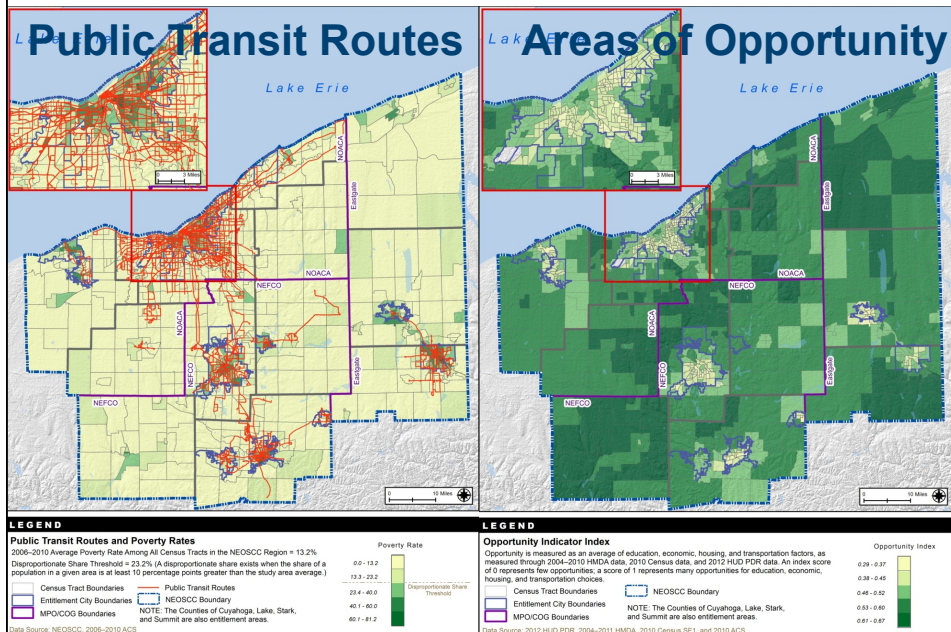 Public Transit Routes
Lake Erie
Lake Erie
0 3 Miles
NOACA
Eastgate
NOACA
NEFCO
NOACA
NEFCO
Eastgate
NEFCO
0 10 Miles
LEGEND
Public Transit Routes and Poverty Rates
2006–2010 Average Poverty Rate Among All Census Tracts in the NEOSCC Region = 13.2%
Disproportionate Share Threshold = 23.2% (A disproportionate share exists when the share of a
population in a given area is at least 10 percentage points greater than the study area average.)
Census Tract Boundaries
Public Transit Routes
Entitlement City Boundaries
NEOSCC Boundary
MPO/COG Boundaries
NOTE: The Counties of Cuyahoga, Lake, Stark,
and Summit are also entitlement areas.
Data Source: NEOSCC, 2006–2010 ACS
Poverty Rate
0.0 - 13.2
13.3 - 23.2
Disproportionate Share
Threshold
23.4 - 40.0
40.1 - 60.0
60.1 - 81.2
Areas of Opportunity
Lake Erie
Lake Erie
0 3 Miles
NOACA
Eastgate
NOACA
NEFCO
NOACA
NEFCO
Eastgate
NEFCO
0 10 Miles
LEGEND
Opportunity Indicator Index
Opportunity is measured as an average of education, economic, housing, and transportation factors, as
measured through 2004–2010 HMDA data, 2010 Census data, and 2012 HUD PDR data. An index score
of 0 represents few opportunities, a score of 1 represents many opportunities for education, economic,
housing, and transportation choices.
Census Tract Boundaries
NEOSCC Boundary
Entitlement City Boundaries
MPO/COG Boundaries
NOTE: The Counties of Cuyahoga, Lake, Stark,
and Summit are also entitlement areas.
Data Source: 2012 HUD PDR, 2004–2011 HMDA, 2010 Census SF1, and 2010 ACS
Opportunity Index
0.29 - 0.37
0.38 - 0.45
0.46 - 0.52
0.53 - 0.60
0.61 - 0.67